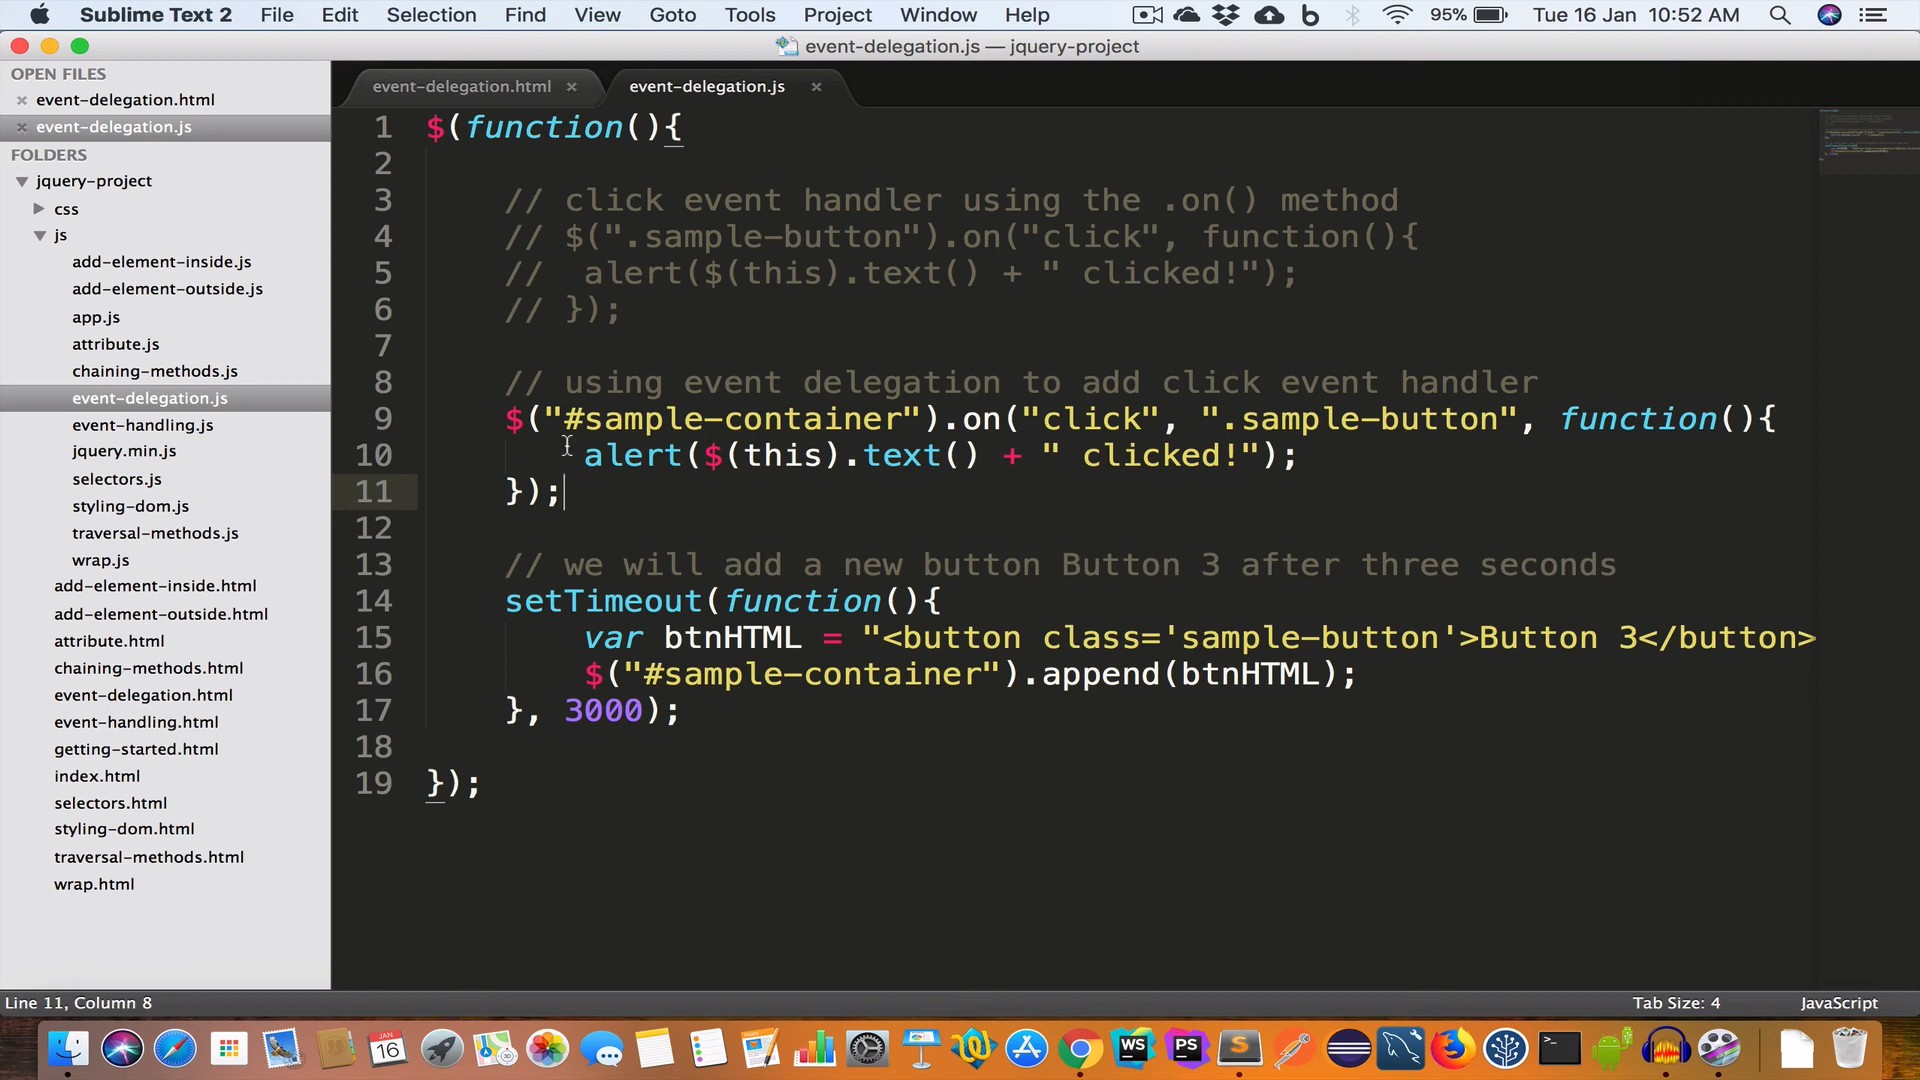 Sublime Text 2 File Edit Selection Find View Goto Tools Project Window Help 95% Tue 16 Jan 10:52 AM
event-delegation.js — jquery-project
OPEN FILES
event-delegation.html
event-delegation.js
FOLDERS
jquery-project
css
js
add-element-inside.js
add-element-outside.js
app.js
attribute.js
chaining-methods.js
event-delegation.js
event-handling.js
jquery.min.js
selectors.js
styling-dom.js
traversal-methods.js
wrap.js
add-element-inside.html
add-element-outside.html
attribute.html
chaining-methods.html
event-delegation.html
event-handling.html
getting-started.html
index.html
selectors.html
styling-dom.html
traversal-methods.html
wrap.html
event-delegation.html event-delegation.js
1 $(function(){
2
3 // click event handler using the .on() method
4 // $(".sample-button").on("click", function(){
5 // alert($(this).text() + " clicked!");
6 // });
7
8 // using event delegation to add click event handler
9 $("#sample-container").on("click", ".sample-button", function(){
10 alert($(this).text() + " clicked!");
11 });
12
13 // we will add a new button Button 3 after three seconds
14 setTimeout(function(){
15 var btnHTML = "<button class='sample-button'>Button 3</button>
16 $("#sample-container").append(btnHTML);
17 }, 3000);
18
19 });
Line 11, Column 8 Tab Size: 4 JavaScript
JAN
16
WS
PS